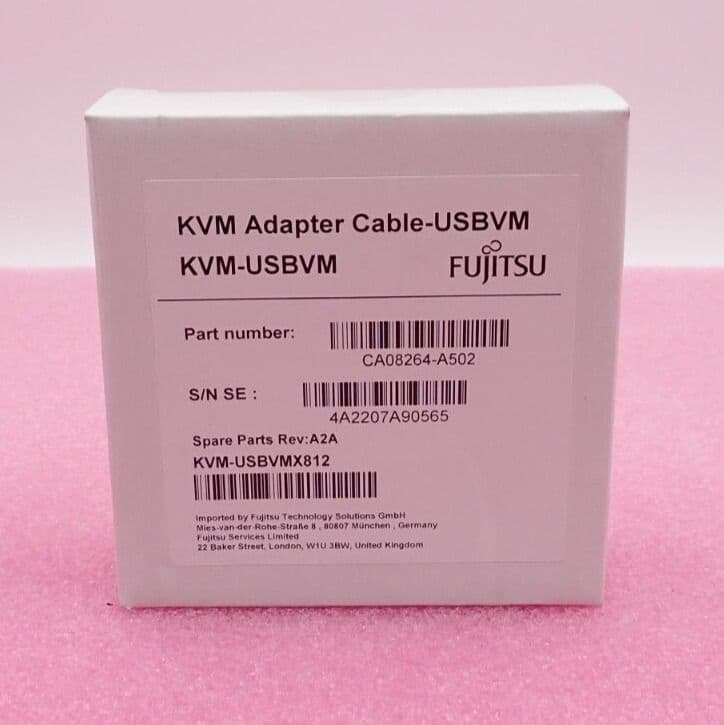 KVM Adapter Cable-USBVM
KVM-USBVM
FUJITSU
Part number:
CA08264-A502
S/N SE :
4A2207A90565
Spare Parts Rev:A2A
KVM-USBVMX812
Imported by Fujitsu Technology Solutions GmbH
Mies-van-der-Rohe-Straße 8 , 80807 München , Germany
Fujitsu Services Limited
22 Baker Street, London, W1U 3BW, United Kingdom